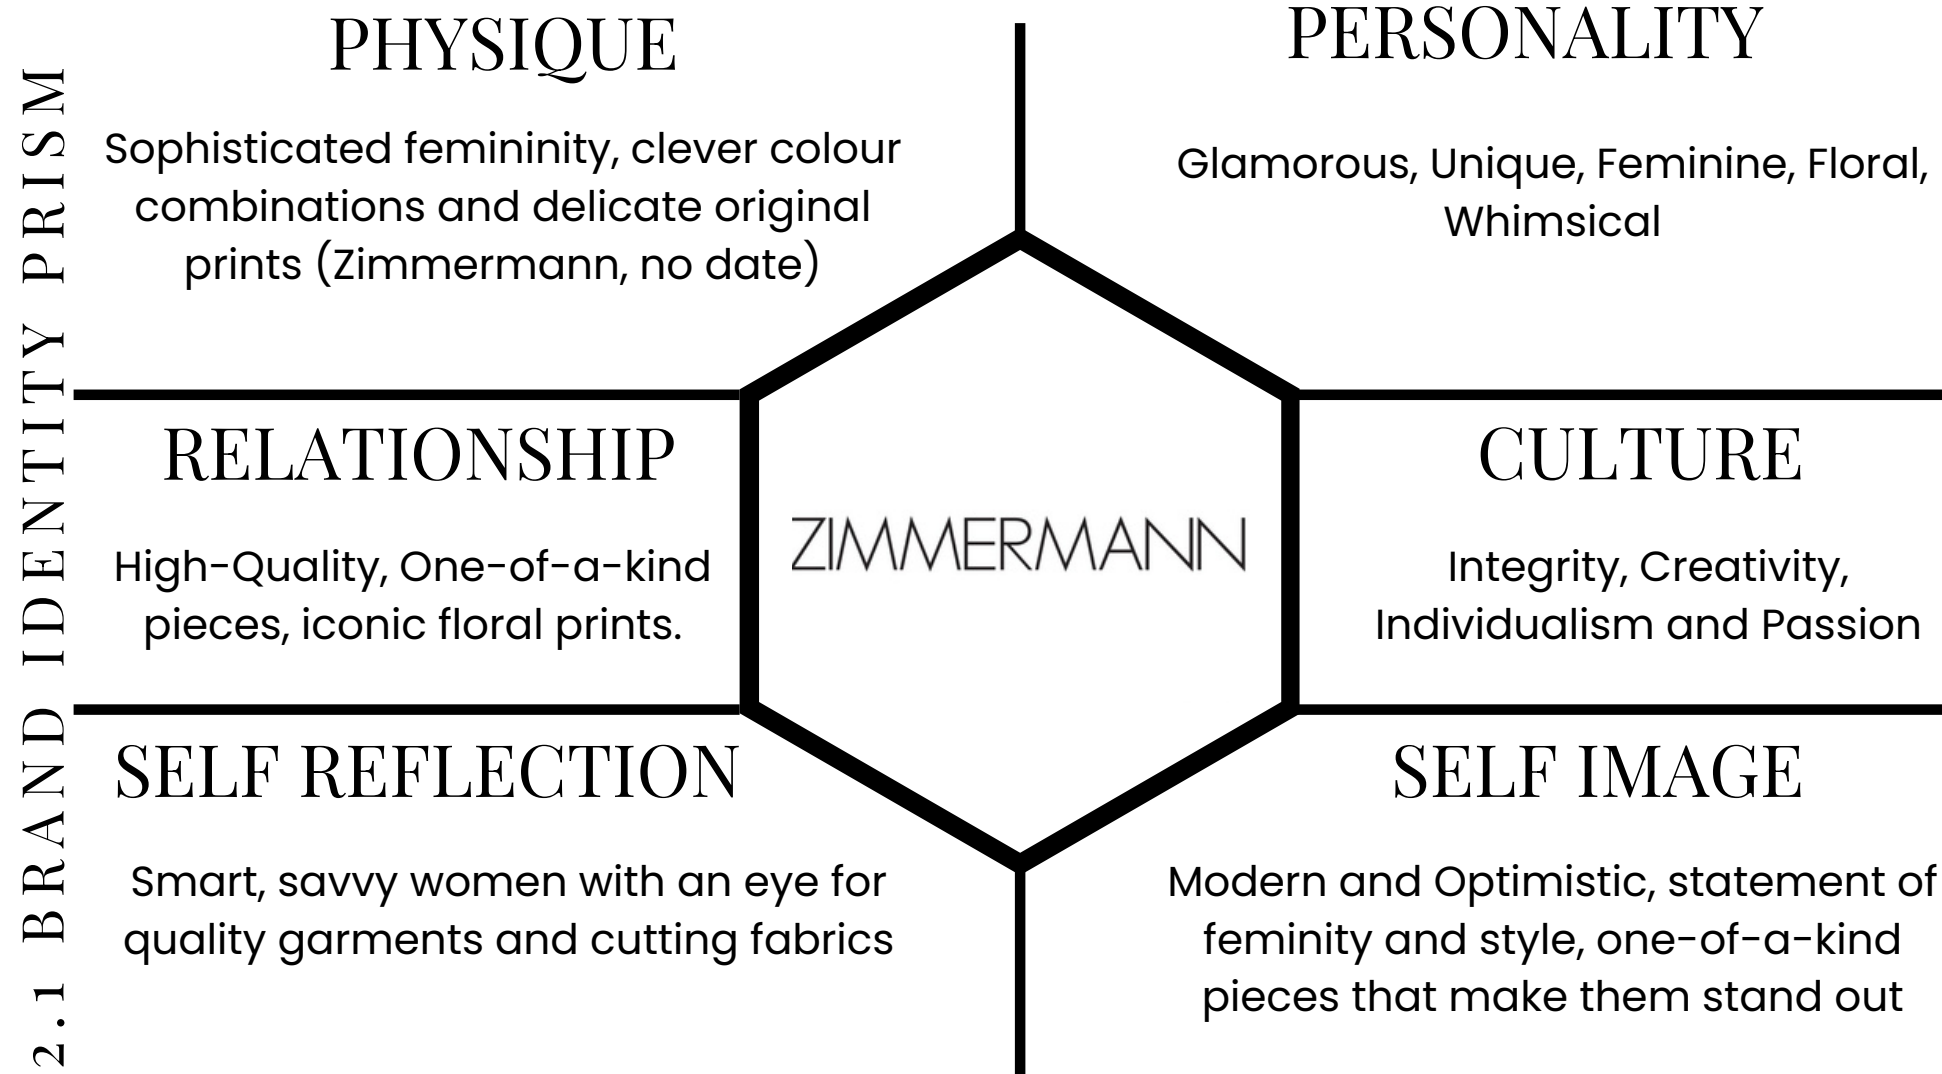 2.1 BRAND IDENTITY PRISM
PHYSIQUE
Sophisticated femininity, clever colour
combinations and delicate original
prints (Zimmermann, no date)
PERSONALITY
Glamorous, Unique, Feminine, Floral,
Whimsical
RELATIONSHIP
High-Quality, One-of-a-kind
pieces, iconic floral prints.
ZIMMERMANN
CULTURE
Integrity, Creativity,
Individualism and Passion
SELF REFLECTION
Smart, savvy women with an eye for
quality garments and cutting fabrics
SELF IMAGE
Modern and Optimistic, statement of
feminity and style, one-of-a-kind
pieces that make them stand out